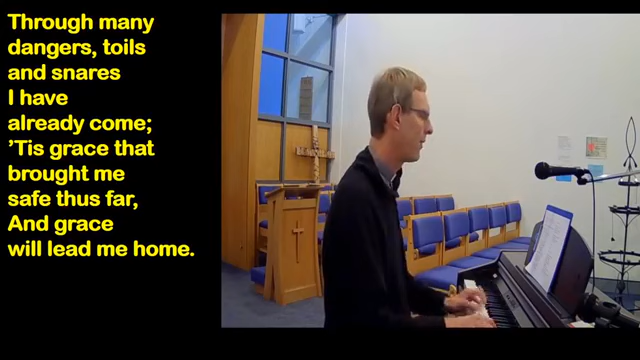 Through many
dangers, toils
and snares
I have
already come;
’Tis grace that
brought me
safe thus far,
And grace
will lead me home.